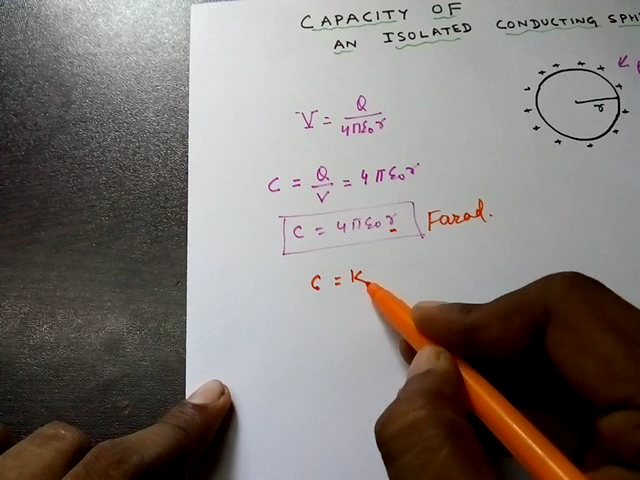 CAPACITY OF
AN ISOLATED CONDUCTING SPH
V = Q / 4πε₀r
C = Q / V = 4πε₀r
C = 4πε₀r Farad.
C = K
r